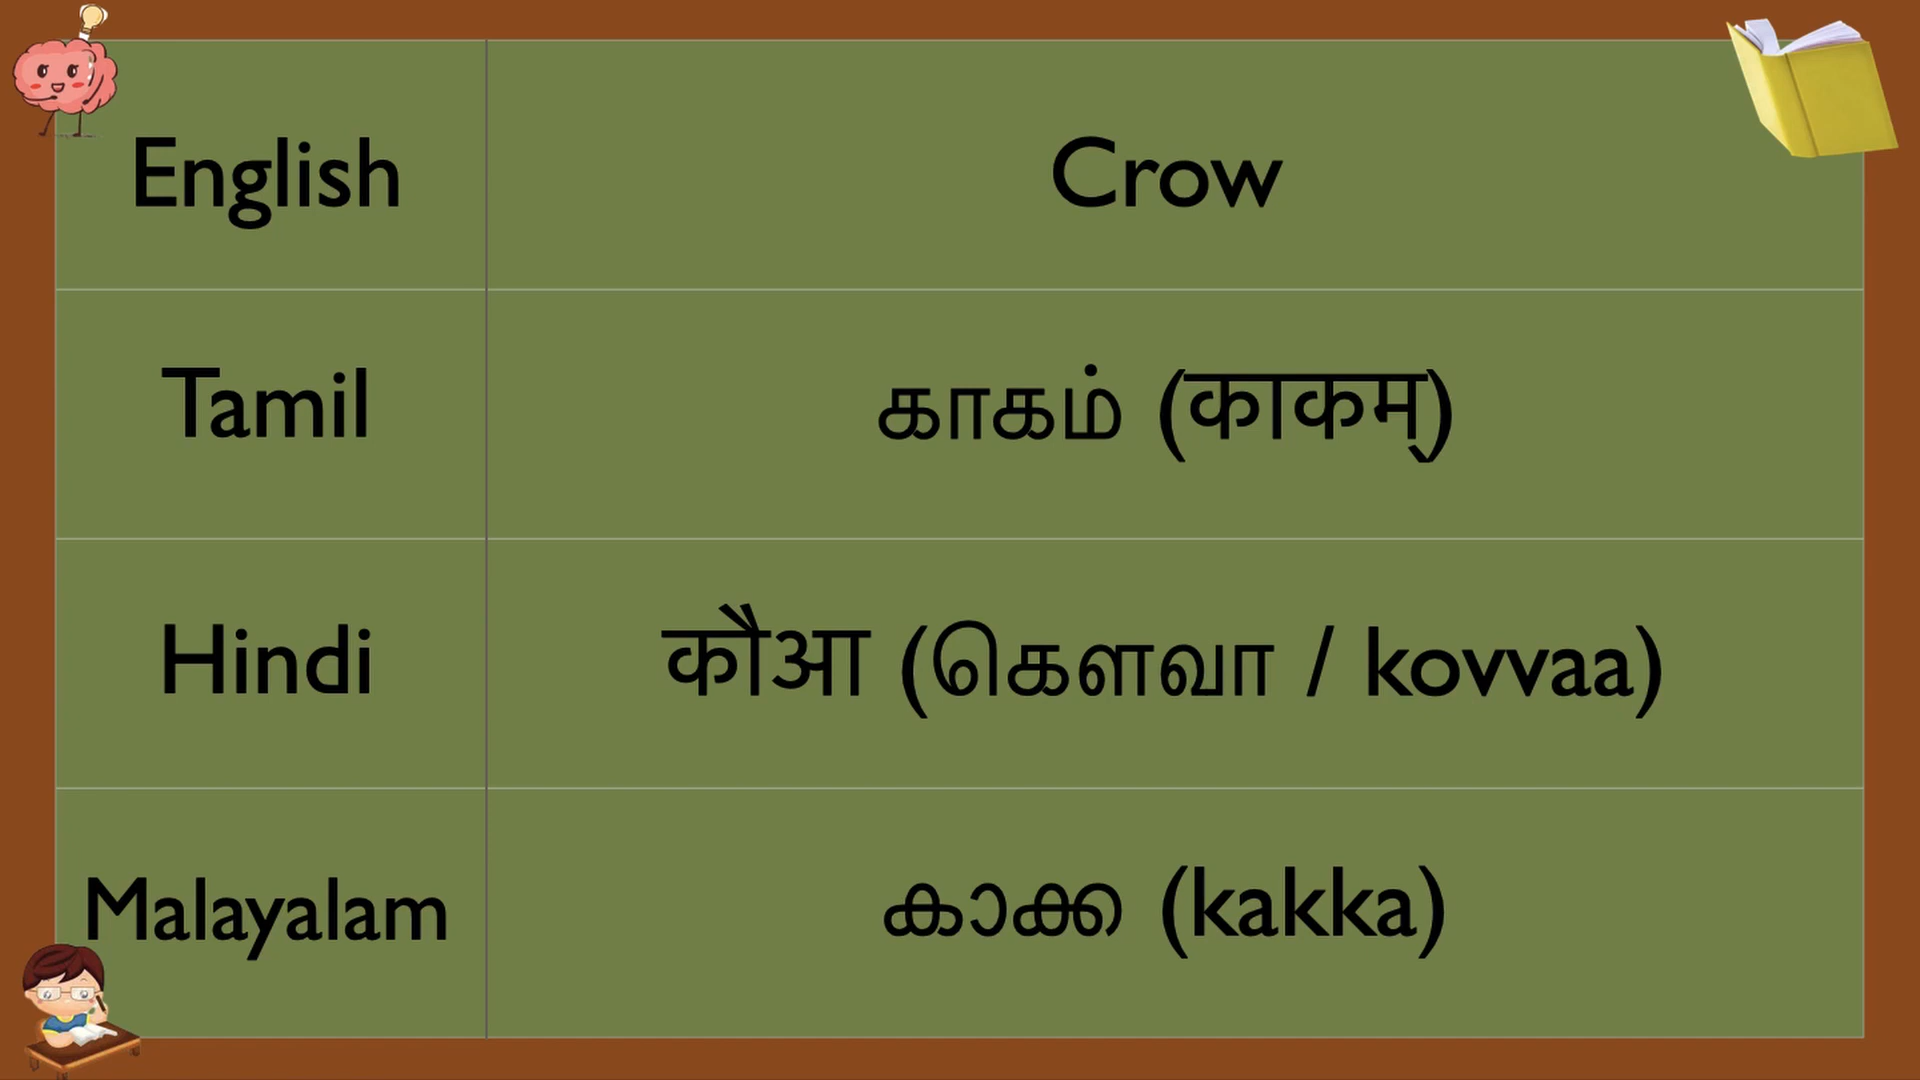 English Crow
Tamil காகம் (काकम्)
Hindi कौआ (கௌவா / kovvaa)
Malayalam കാക്ക (kakka)